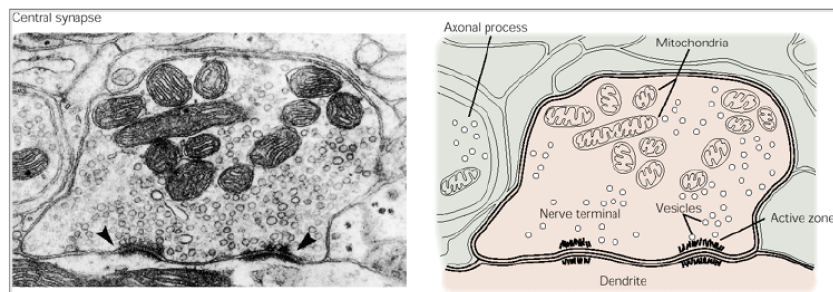 Central synapse
Axonal process
Mitochondria
Nerve terminal
Vesicles
Active zone
Dendrite